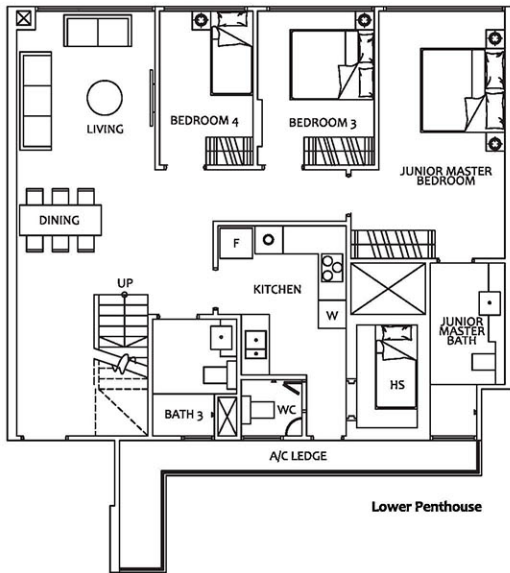 LIVING
BEDROOM 4
BEDROOM 3
JUNIOR MASTER
BEDROOM
DINING
F
UP
KITCHEN
W
JUNIOR
MASTER
BATH
HS
BATH 3
WC
A/C LEDGE
Lower Penthouse